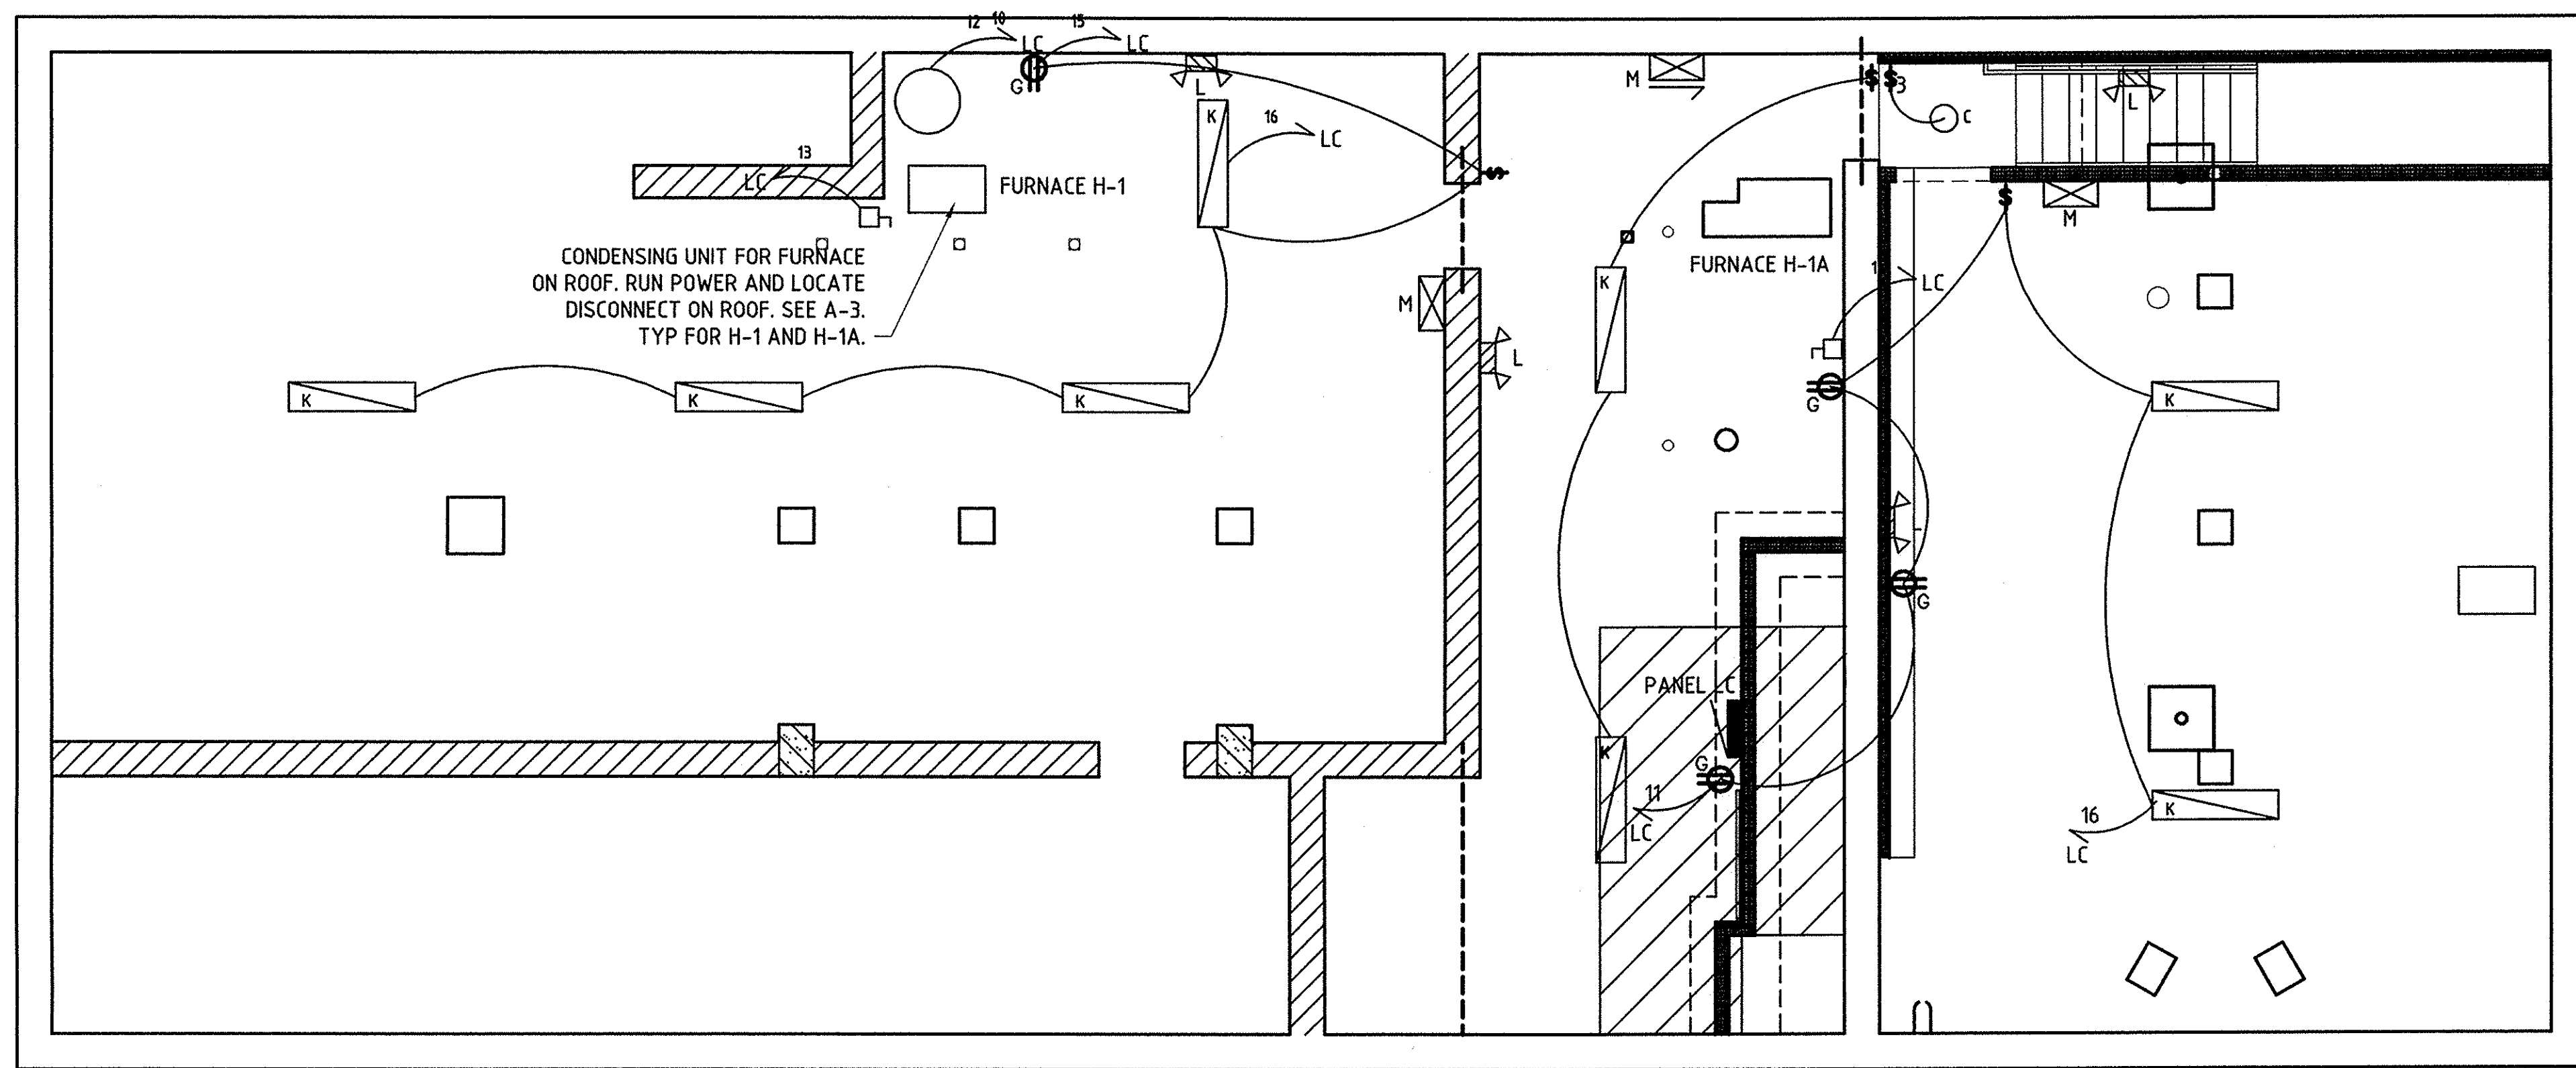 12 10
15
LC
LC
G
L
K
16
LC
13
LC
FURNACE H-1
CONDENSING UNIT FOR FURNACE
ON ROOF. RUN POWER AND LOCATE
DISCONNECT ON ROOF. SEE A-3.
TYP FOR H-1 AND H-1A.
K
K
K
M
L
M
$
$
$3
C
L
$
M
FURNACE H-1A
K
LC
G
G
PANEL LC
K
G
11
LC
K
K
16
LC